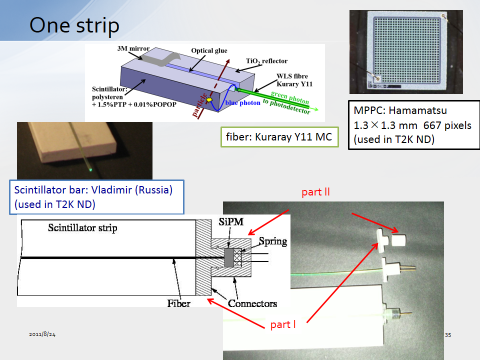 One strip
3M mirror
Optical glue
TiO2 reflector
Scintillator:
polysteren
+ 1.5%PTP + 0.01%POPOP
WLS fibre
Kurary Y11
particle
blue photon
green photon
to photodetector
fiber: Kuraray Y11 MC
MPPC: Hamamatsu
1.3×1.3 mm 667 pixels
(used in T2K ND)
Scintillator bar: Vladimir (Russia)
(used in T2K ND)
part II
Scintillator strip
SiPM
Spring
Fiber
Connectors
part I
2011/8/24
35